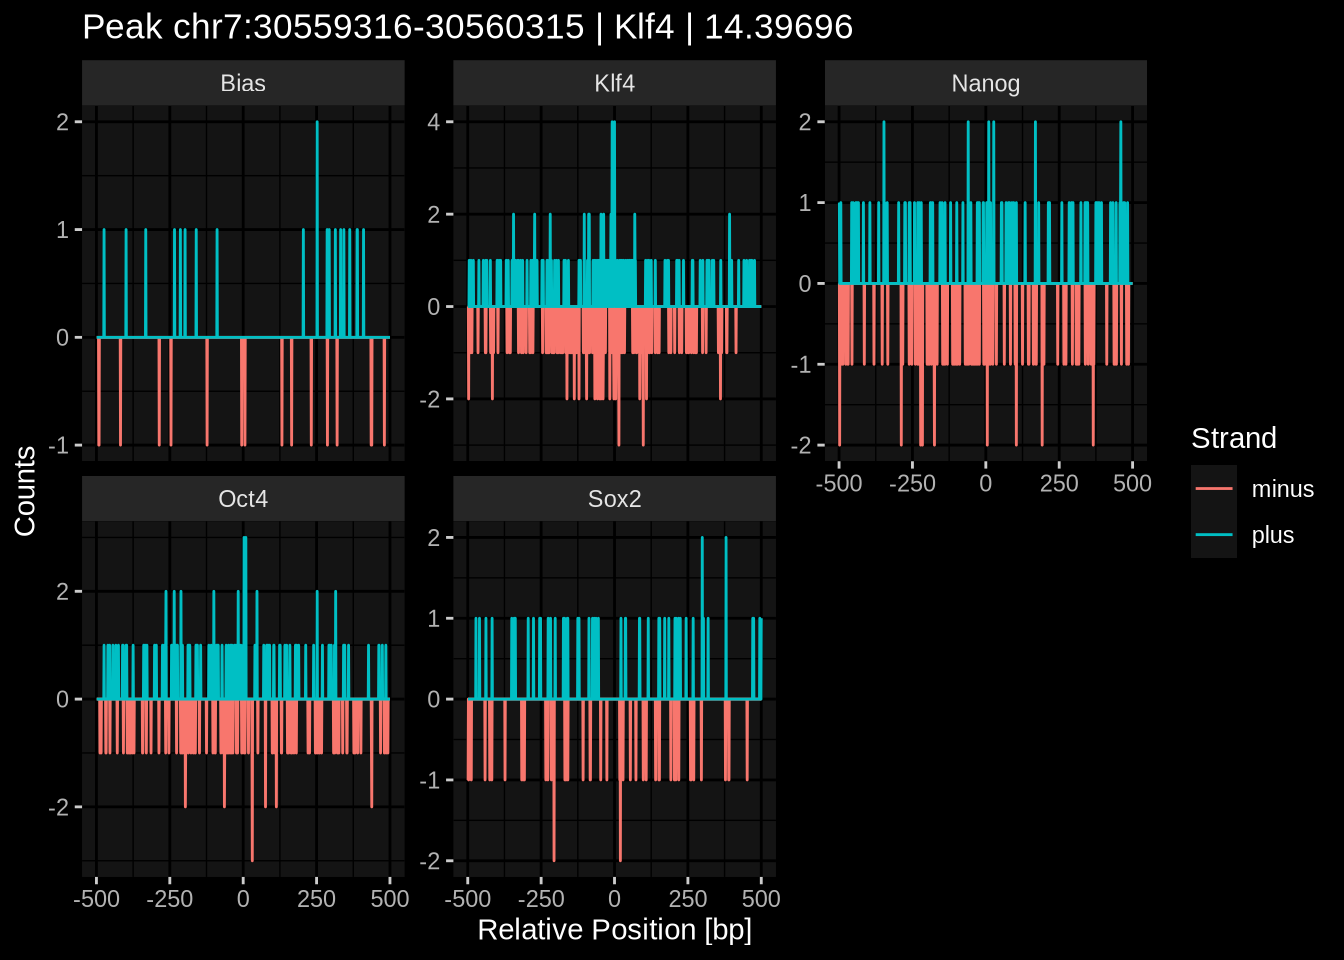 Peak chr7:30559316-30560315 | Klf4 | 14.39696
Bias
Klf4
Nanog
2
1
0
-1
4
2
0
-2
2
1
0
-1
-2
-500 -250 0 250 500
Counts
Oct4
Sox2
2
0
-2
2
1
0
-1
-2
-500 -250 0 250 500
-500 -250 0 250 500
Relative Position [bp]
Strand
minus
plus